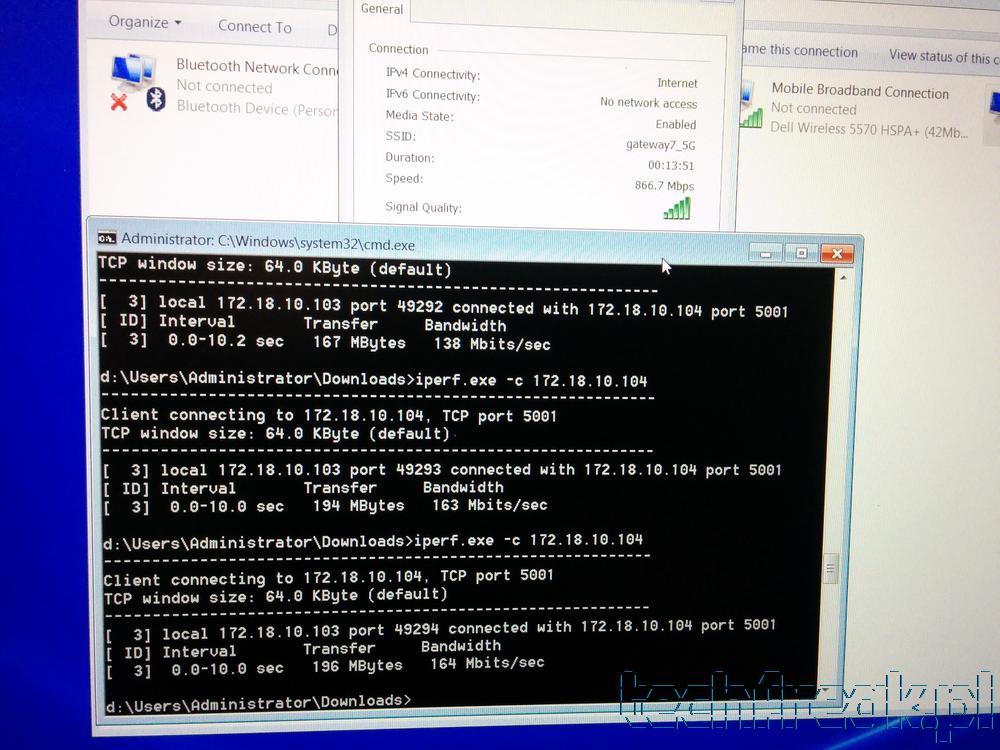 Organize
Connect To
D
General
ame this connection
View status of this c
Connection
IPv4 Connectivity: Internet
IPv6 Connectivity: No network access
Media State: Enabled
SSID: gateway7_5G
Duration: 00:13:51
Speed: 866.7 Mbps
Signal Quality:
Bluetooth Network Conn
Not connected
Bluetooth Device (Person
Mobile Broadband Connection
Not connected
Dell Wireless 5570 HSPA+ (42Mb...
Administrator: C:\Windows\system32\cmd.exe
TCP window size: 64.0 KByte (default)
------------------------------------------------------------
[  3] local 172.18.10.103 port 49292 connected with 172.18.10.104 port 5001
[ ID] Interval       Transfer     Bandwidth
[  3]  0.0-10.2 sec   167 MBytes   138 Mbits/sec
d:\Users\Administrator\Downloads>iperf.exe -c 172.18.10.104
------------------------------------------------------------
Client connecting to 172.18.10.104, TCP port 5001
TCP window size: 64.0 KByte (default)
------------------------------------------------------------
[  3] local 172.18.10.103 port 49293 connected with 172.18.10.104 port 5001
[ ID] Interval       Transfer     Bandwidth
[  3]  0.0-10.0 sec   194 MBytes   163 Mbits/sec
d:\Users\Administrator\Downloads>iperf.exe -c 172.18.10.104
------------------------------------------------------------
Client connecting to 172.18.10.104, TCP port 5001
TCP window size: 64.0 KByte (default)
------------------------------------------------------------
[  3] local 172.18.10.103 port 49294 connected with 172.18.10.104 port 5001
[ ID] Interval       Transfer     Bandwidth
[  3]  0.0-10.0 sec   196 MBytes   164 Mbits/sec
d:\Users\Administrator\Downloads>
techfreak.pl